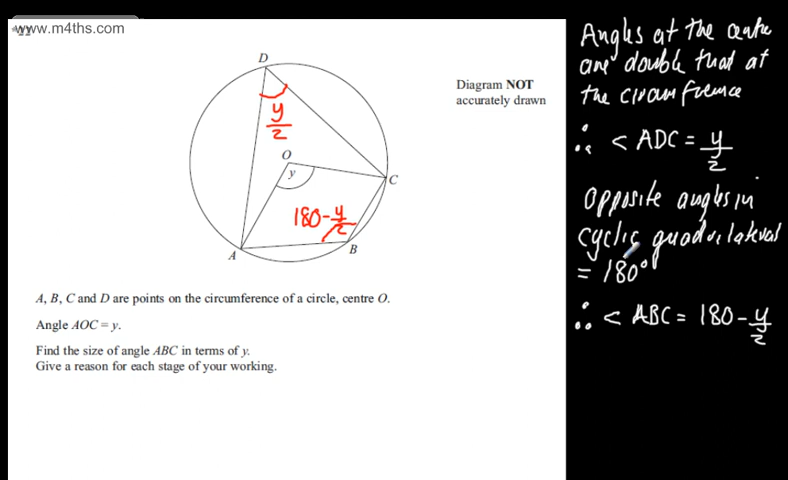 www.m4ths.com
D
Diagram NOT
accurately drawn
y/2
O
y
C
180-y/2
A
B
A, B, C and D are points on the circumference of a circle, centre O.
Angle AOC = y.
Find the size of angle ABC in terms of y.
Give a reason for each stage of your working.
Angles at the centre
are double that at
the circumference
∴ < ADC = y/2
opposite angles in
cyclic quadrilateral
= 180°
∴ < ABC = 180-y/2